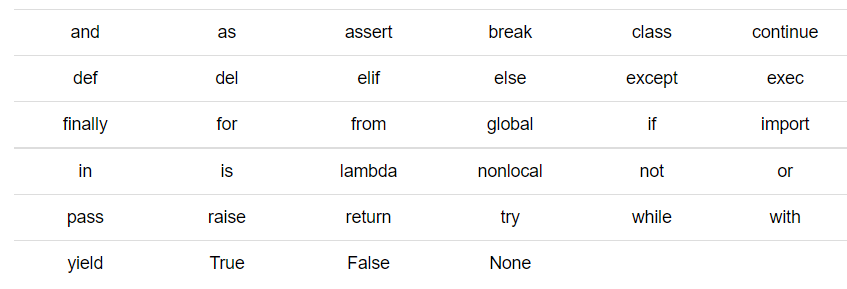 and as assert break class continue
def del elif else except exec
finally for from global if import
in is lambda nonlocal not or
pass raise return try while with
yield True False None